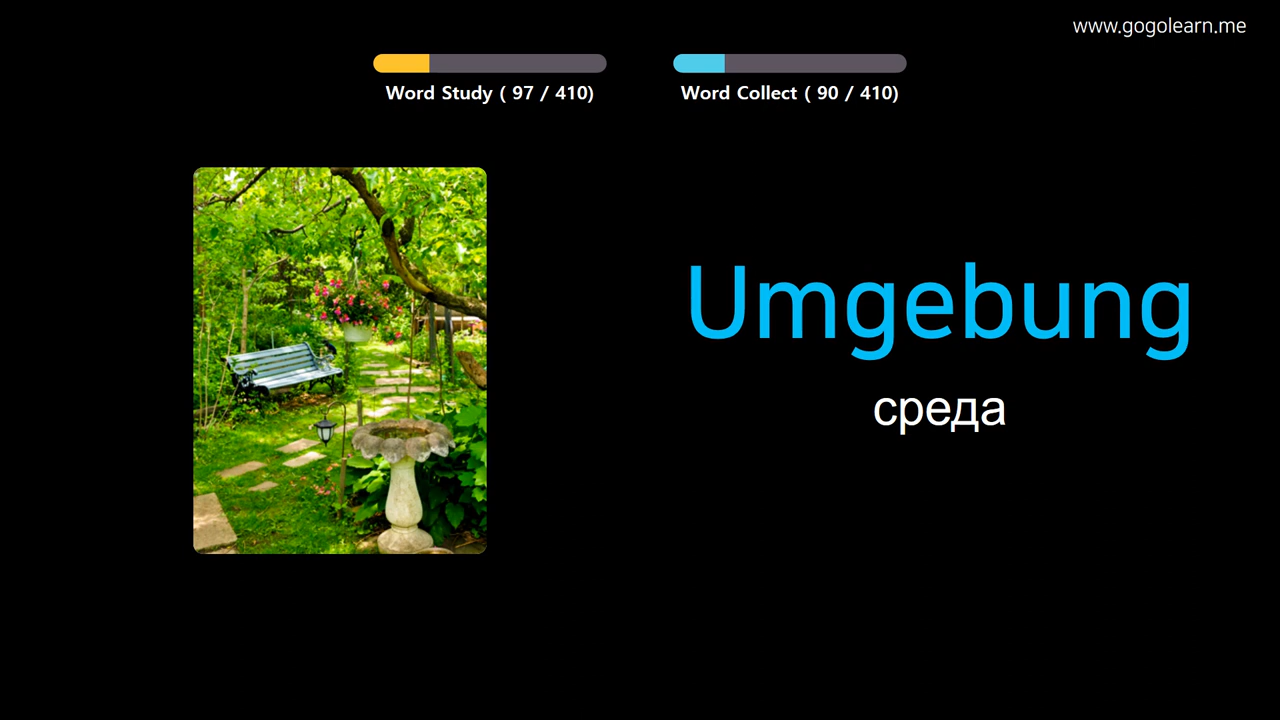 www.gogolearn.me
Word Study ( 97 / 410)
Word Collect ( 90 / 410)
Umgebung
среда